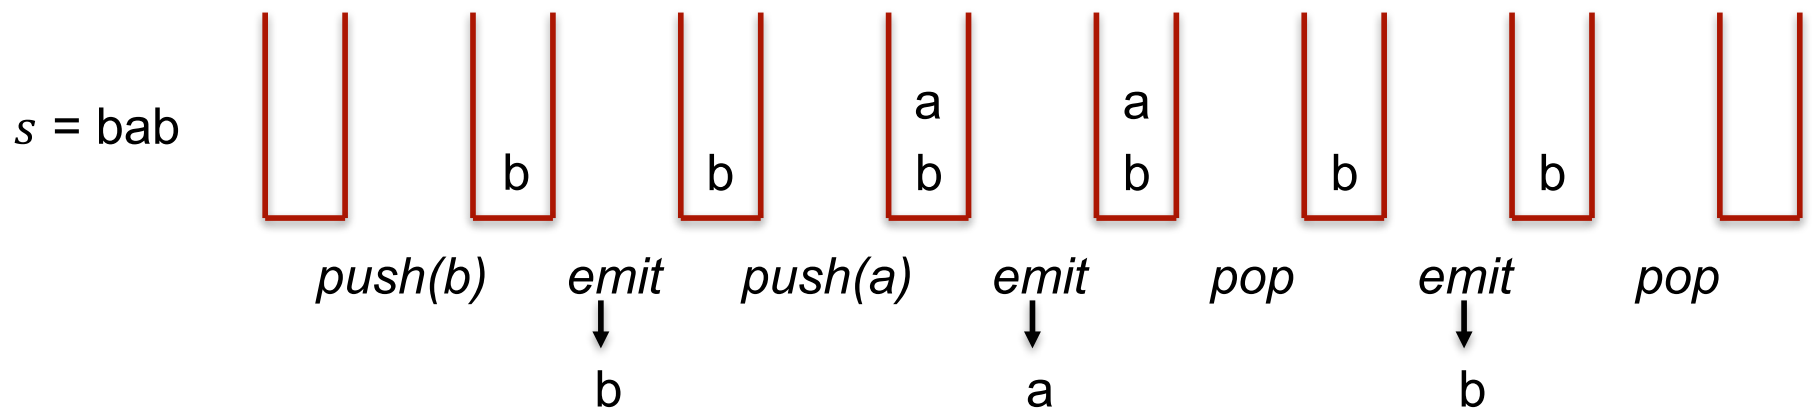 a a
s = bab
b b a b b b b
push(b) emit push(a) emit pop emit pop
b a b